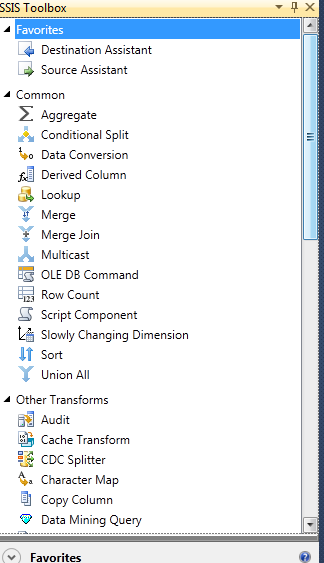 SSIS Toolbox
Favorites
Destination Assistant
Source Assistant
Common
Aggregate
Conditional Split
Data Conversion
Derived Column
Lookup
Merge
Merge Join
Multicast
OLE DB Command
Row Count
Script Component
Slowly Changing Dimension
Sort
Union All
Other Transforms
Audit
Cache Transform
CDC Splitter
Character Map
Copy Column
Data Mining Query
Favorites